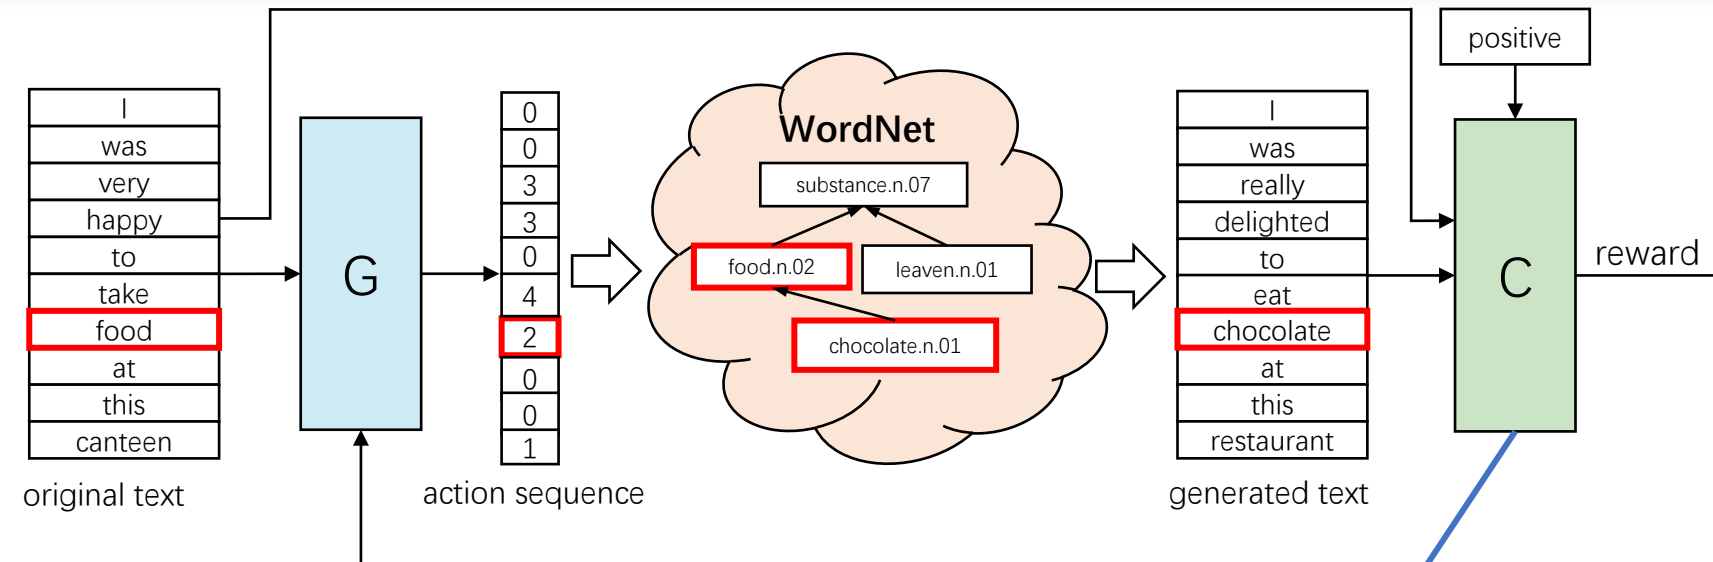 I
was
very
happy
to
take
food
at
this
canteen
original text
G
0
0
3
3
0
4
2
0
0
1
action sequence
WordNet
substance.n.07
food.n.02
leaven.n.01
chocolate.n.01
I
was
really
delighted
to
eat
chocolate
at
this
restaurant
generated text
positive
C
reward